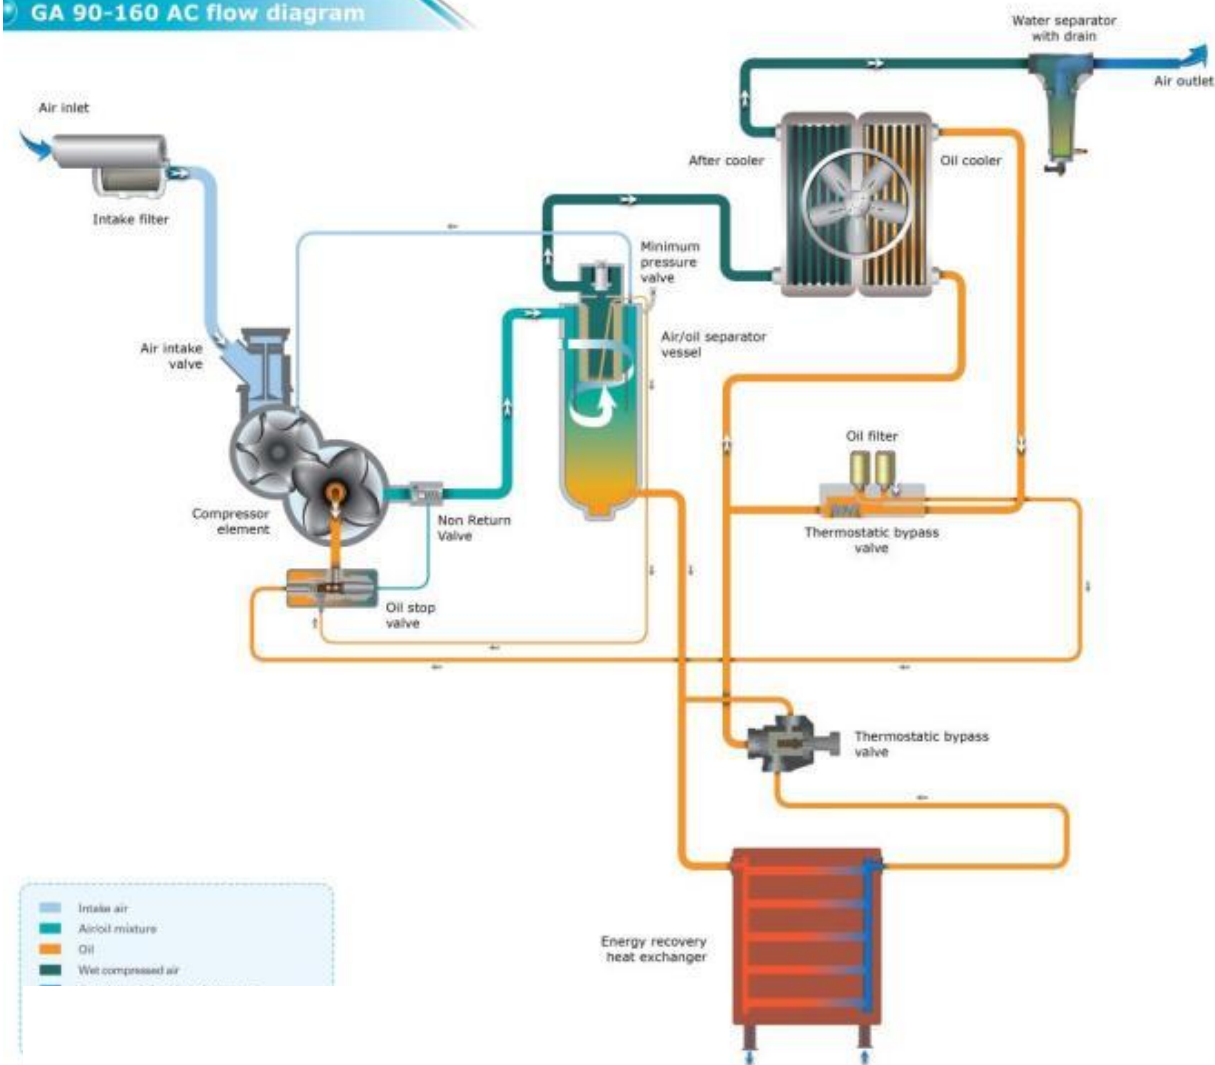 GA 90-160 AC flow diagram
Water separator
with drain
Air outlet
Air inlet
After cooler
Oil cooler
Intake filter
Minimum
pressure
valve
Air intake
valve
Air/oil separator
vessel
Oil filter
Compressor
element
Non Return
Valve
Thermostatic bypass
valve
Oil stop
valve
Thermostatic bypass
valve
Energy recovery
heat exchanger
Intake air
Air/oil mixture
Oil
Wet compressed air